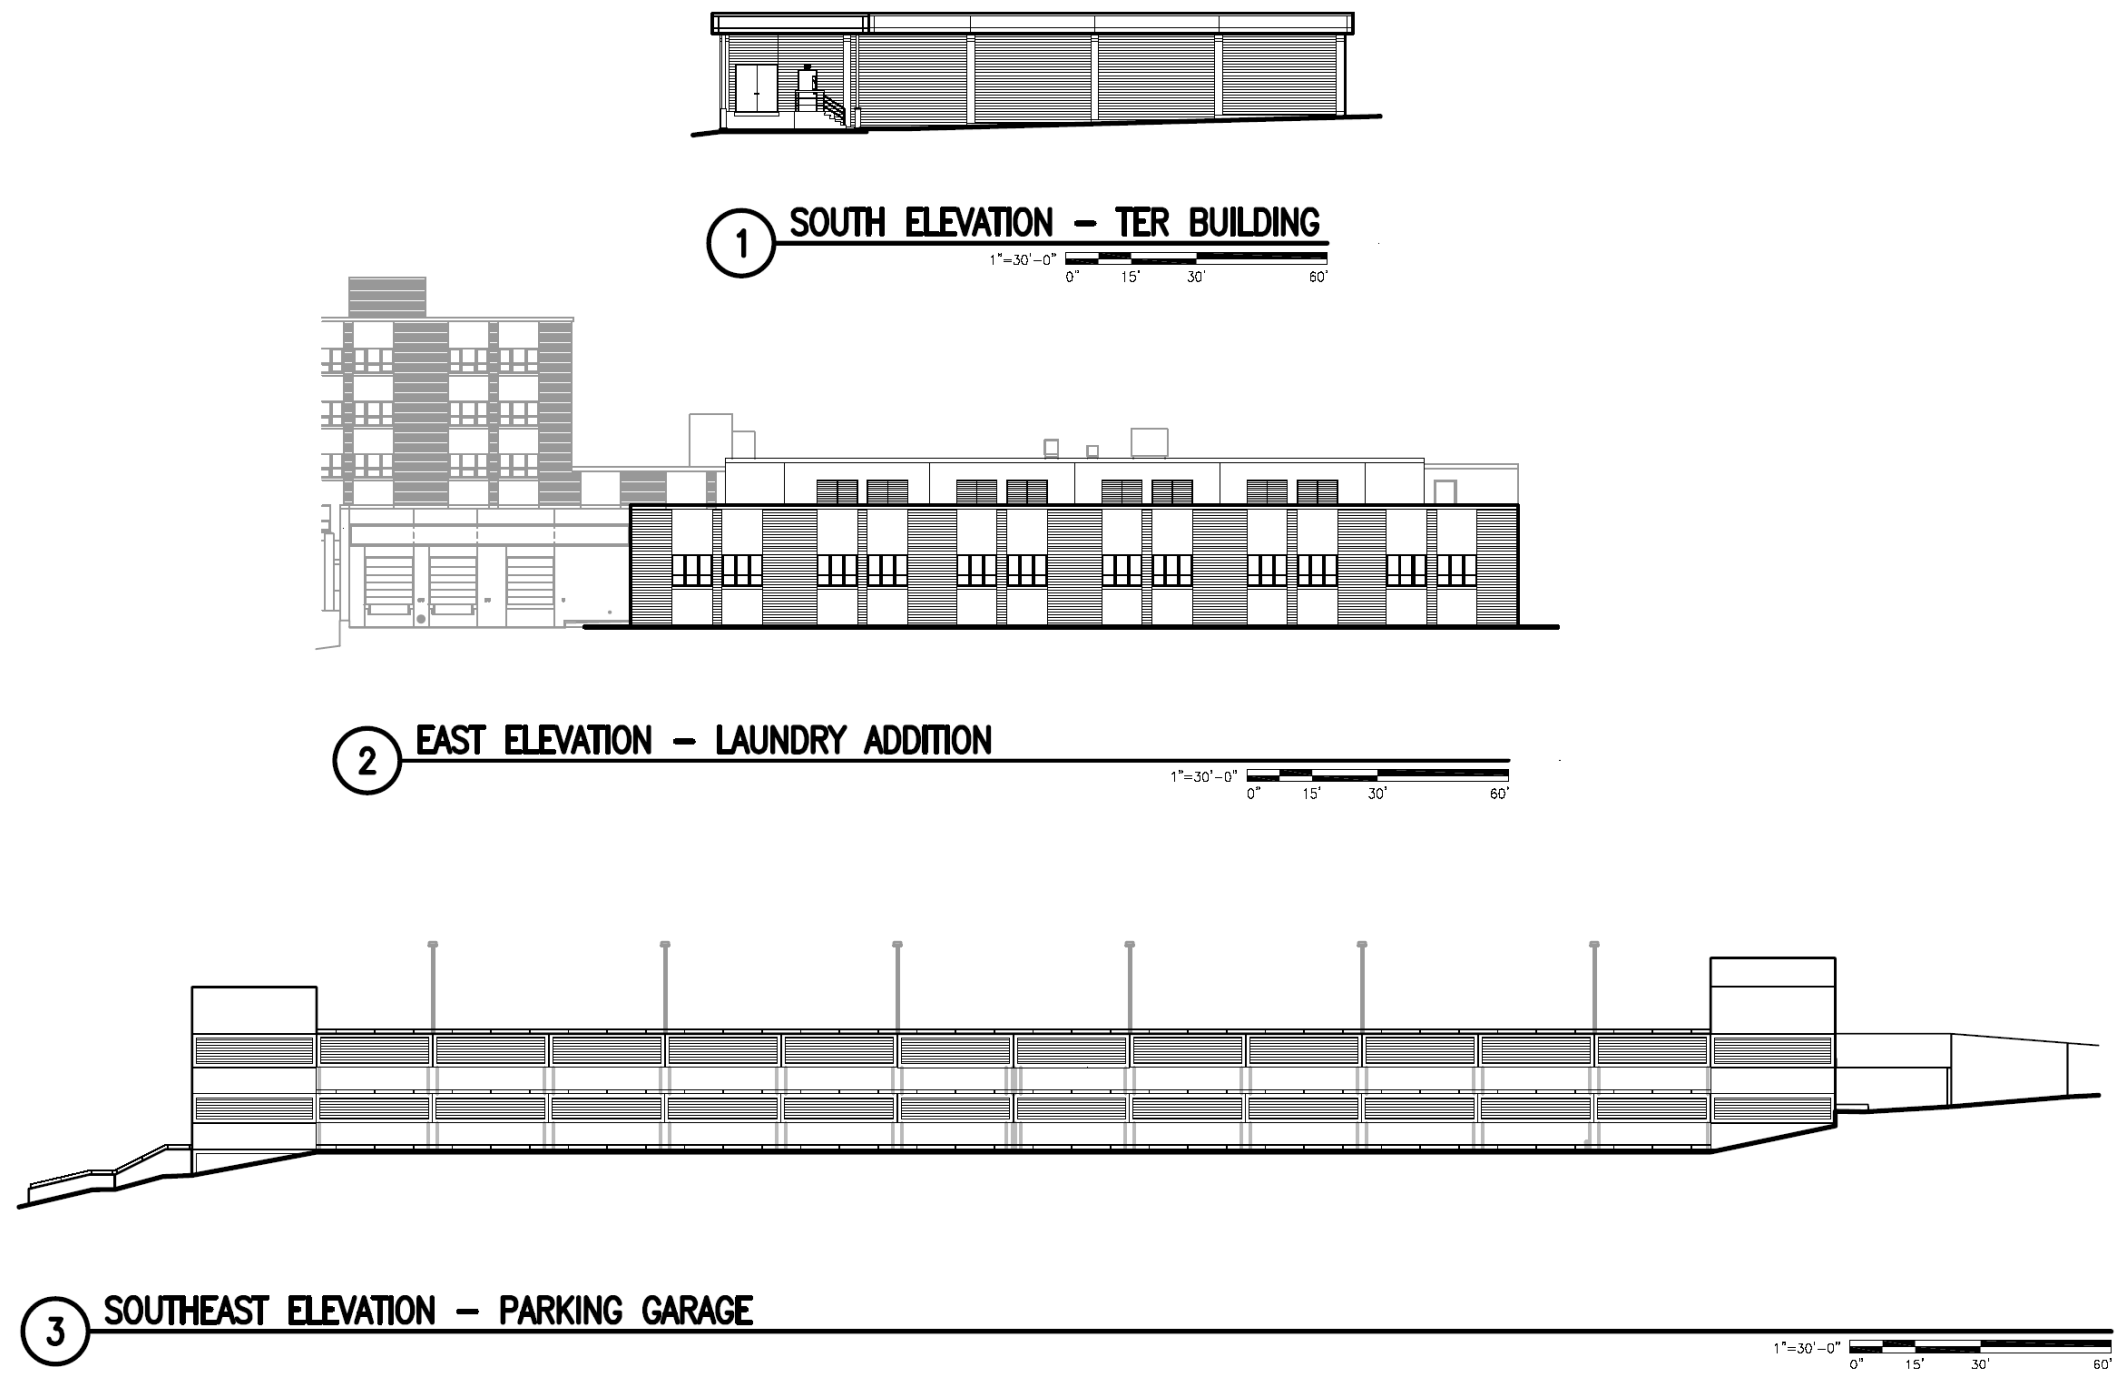 1 SOUTH ELEVATION - TER BUILDING
1"=30'-0"
0" 15' 30' 60'
2 EAST ELEVATION - LAUNDRY ADDITION
1"=30'-0"
0" 15' 30' 60'
3 SOUTHEAST ELEVATION - PARKING GARAGE
1"=30'-0"
0" 15' 30' 60'